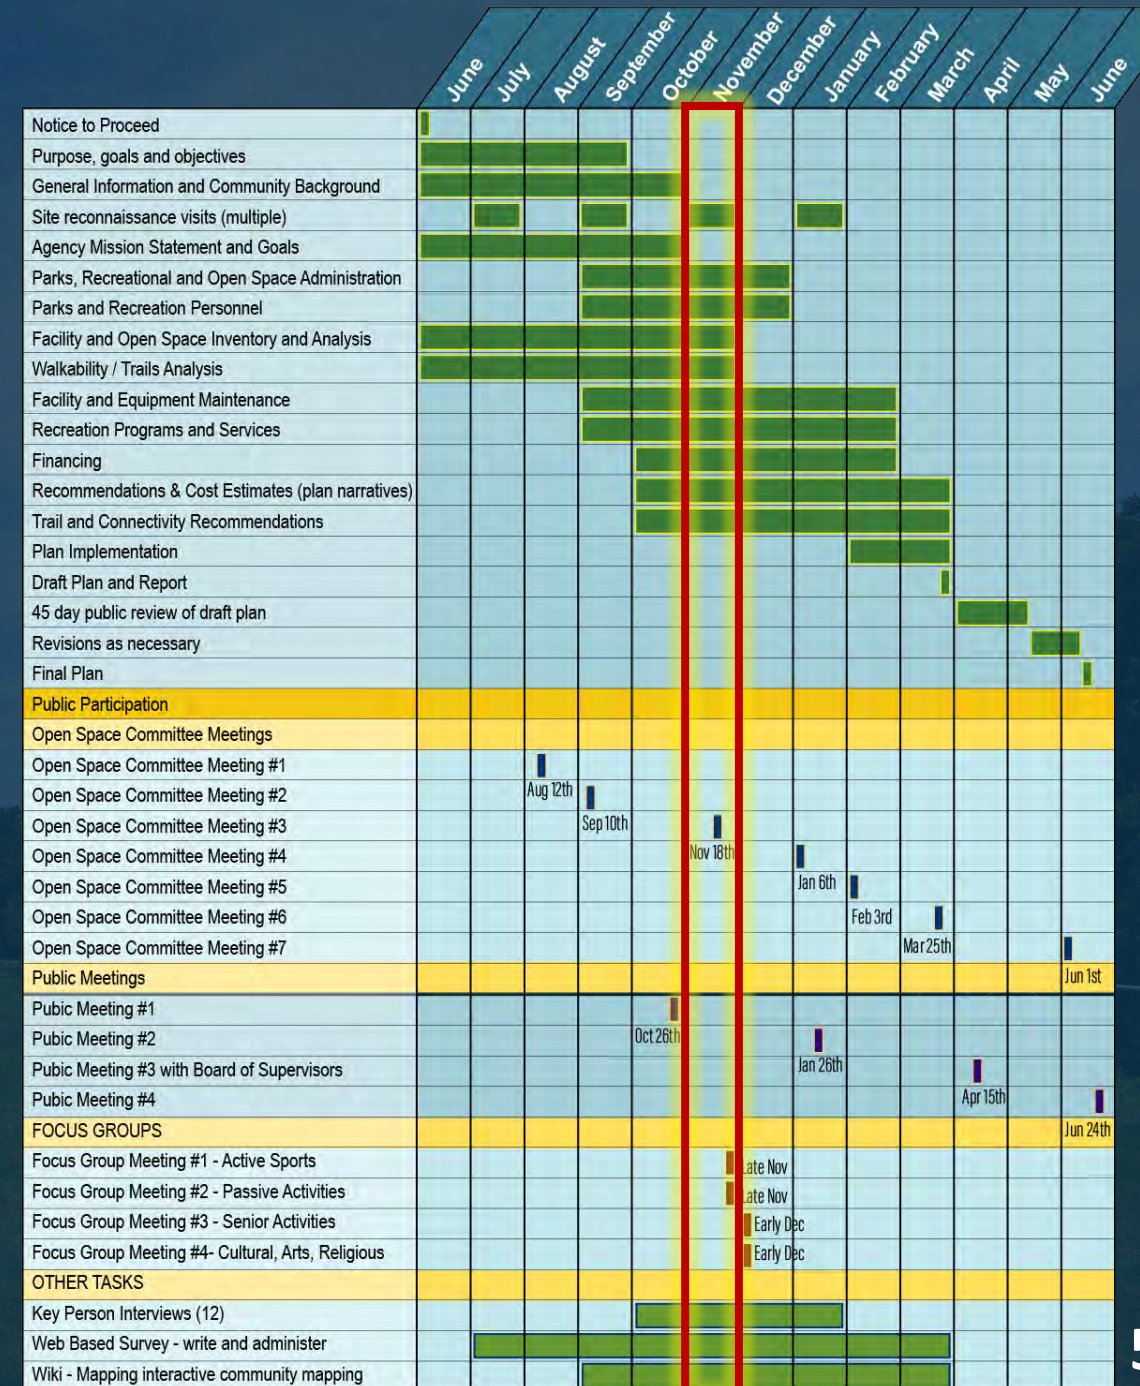 June July August September October November December January February March April May June
Notice to Proceed
Purpose, goals and objectives
General Information and Community Background
Site reconnaissance visits (multiple)
Agency Mission Statement and Goals
Parks, Recreational and Open Space Administration
Parks and Recreation Personnel
Facility and Open Space Inventory and Analysis
Walkability / Trails Analysis
Facility and Equipment Maintenance
Recreation Programs and Services
Financing
Recommendations & Cost Estimates (plan narratives)
Trail and Connectivity Recommendations
Plan Implementation
Draft Plan and Report
45 day public review of draft plan
Revisions as necessary
Final Plan
Public Participation
Open Space Committee Meetings
Open Space Committee Meeting #1
Aug 12th
Open Space Committee Meeting #2
Sep 10th
Open Space Committee Meeting #3
Nov 18th
Open Space Committee Meeting #4
Jan 6th
Open Space Committee Meeting #5
Feb 3rd
Open Space Committee Meeting #6
Mar 25th
Open Space Committee Meeting #7
Jun 1st
Public Meetings
Pubic Meeting #1
Oct 26th
Pubic Meeting #2
Jan 26th
Pubic Meeting #3 with Board of Supervisors
Apr 15th
Pubic Meeting #4
Jun 24th
FOCUS GROUPS
Focus Group Meeting #1 - Active Sports
Late Nov
Focus Group Meeting #2 - Passive Activities
Late Nov
Focus Group Meeting #3 - Senior Activities
Early Dec
Focus Group Meeting #4- Cultural, Arts, Religious
Early Dec
OTHER TASKS
Key Person Interviews (12)
Web Based Survey - write and administer
Wiki - Mapping interactive community mapping